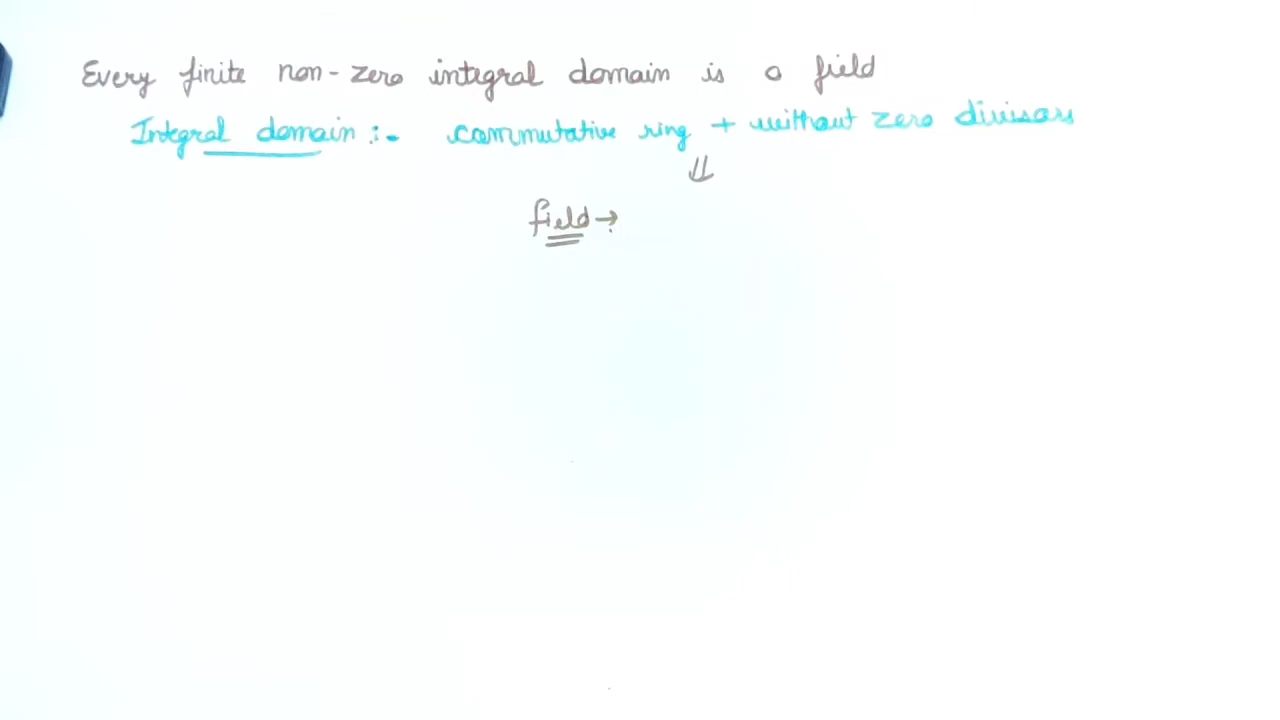 Every finite non-zero integral domain is a field
Integral domain :- commutative ring + without zero divisors
⇓
field →